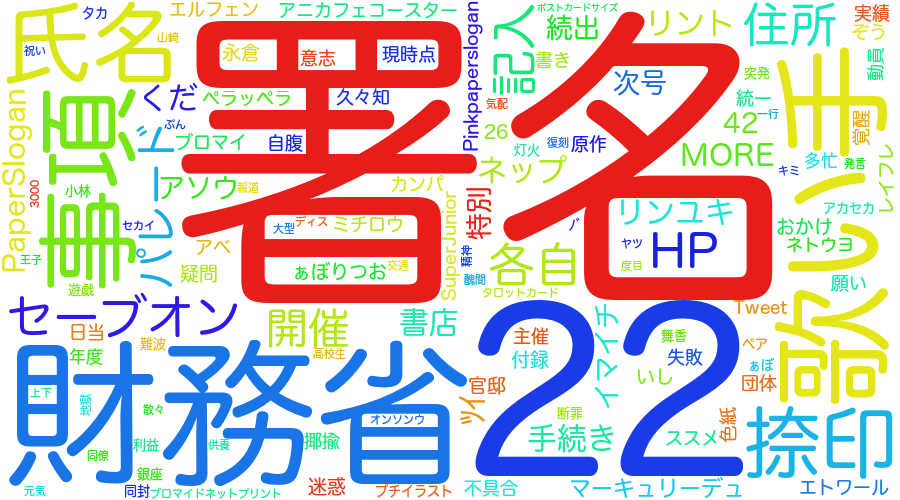 タカ
エルフェン
アニカフェコースター
Pinkpaperslogan
ポストカードサイズ
実績
氏名
祝い
山崎
永倉
意志
現時点
署名
記入
続出
リント
住所
ぞう
書き
次号
突発
動員
事項
くだ
ペラッペラ
久々知
気配
統一
一行
歌い手
PaperSlogan
ぷん
ブロマイ
自腹
26
灯火
復刻
原作
42
覚醒
パレード
小林
アソウ
報道
カンパ
ネップ
MORE
キミ
多忙
発言
レイフレ
3000
セカイ
大型
ディス
ミチロウ
SuperJunior
特別
リンユキ
アカセカ
おかけ
ネトウヨ
王子
アベ
疑問
ぁぼりつお
交通
精神
醜聞
各自
バ
ヤツ
度目
HP
遊戯
タロットカード
願い
セーブオン
日当
難波
開催
書店
22
主催
付録
イマイチ
舞香
失敗
Tweet
ペア
年度
高校生
いし
ぁぼ
団体
財務省
官邸
ツイ
断罪
上下
地獄
散々
オンソンウ
手続き
ススメ
色紙
捺印
同僚
利益
供養
揶揄
銀座
元気
同封
ブロマイドネットプリント
迷惑
プチイラスト
不具合
マーキュリーデュ
エトワール